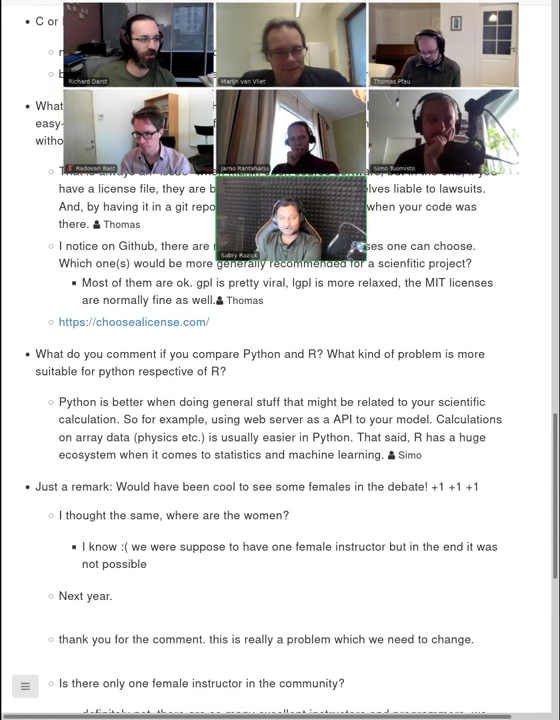 C or
Richard Darst
Marijn van Vliet
Thomas Pfau
What
easy-
witho
Radovan Bast
Jarno Rantaharju
Simo Tuomisto
have a license file, they are b
elves liable to lawsuits.
And, by having it in a git repo
when your code was
there. Thomas
I notice on Github, there are
ses one can choose.
Sabry Razick
Which one(s) would be more generally recommended for a scienfitic project?
Most of them are ok. gpl is pretty viral, lgpl is more relaxed, the MIT licenses
are normally fine as well. Thomas
https://choosealicense.com/
What do you comment if you compare Python and R? What kind of problem is more
suitable for python respective of R?
Python is better when doing general stuff that might be related to your scientific
calculation. So for example, using web server as a API to your model. Calculations
on array data (physics etc.) is usually easier in Python. That said, R has a huge
ecosystem when it comes to statistics and machine learning. Simo
Just a remark: Would have been cool to see some females in the debate! +1 +1 +1
I thought the same, where are the women?
I know :( we were suppose to have one female instructor but in the end it was
not possible
Next year.
thank you for the comment. this is really a problem which we need to change.
Is there only one female instructor in the community?